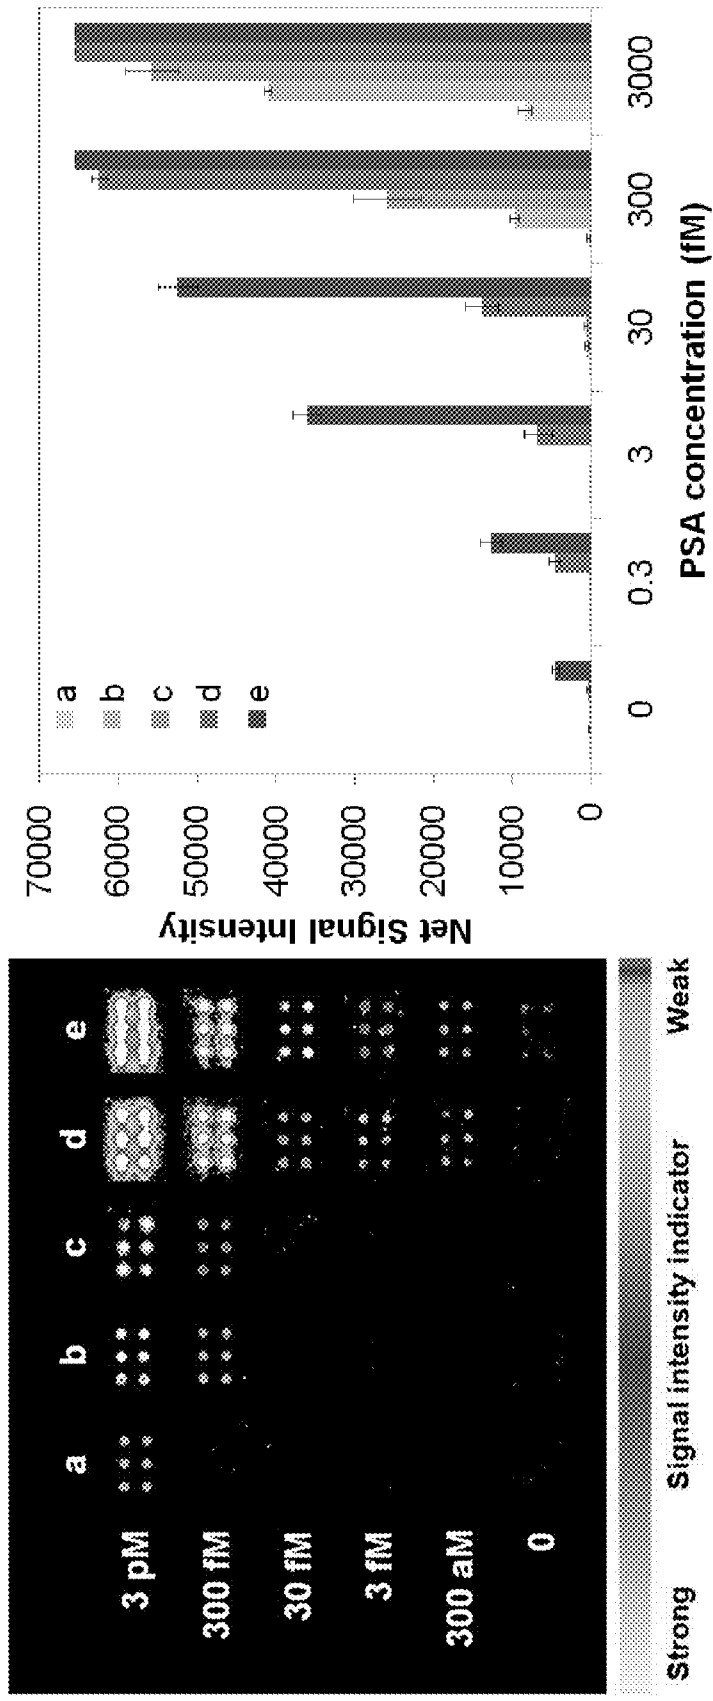 a b c d e
3 pM
300 fM
30 fM
3 fM
300 aM
0
Strong Signal intensity indicator Weak
70000
60000
50000
40000
30000
20000
10000
0
Net Signal Intensity
a
b
c
d
e
0 0.3 3 30 300 3000
PSA concentration (fM)